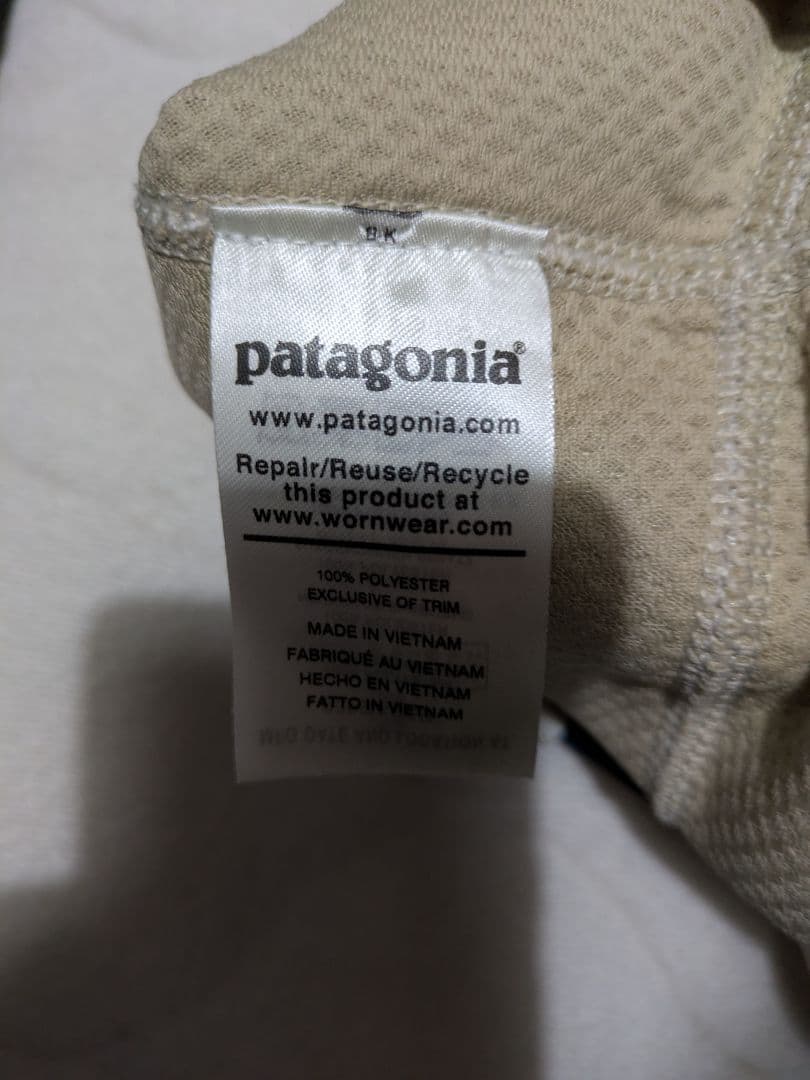 patagonia®
www.patagonia.com
Repair/Reuse/Recycle
this product at
www.wornwear.com
100% POLYESTER
EXCLUSIVE OF TRIM
MADE IN VIETNAM
FABRIQUÉ AU VIETNAM
HECHO EN VIETNAM
FATTO IN VIETNAM